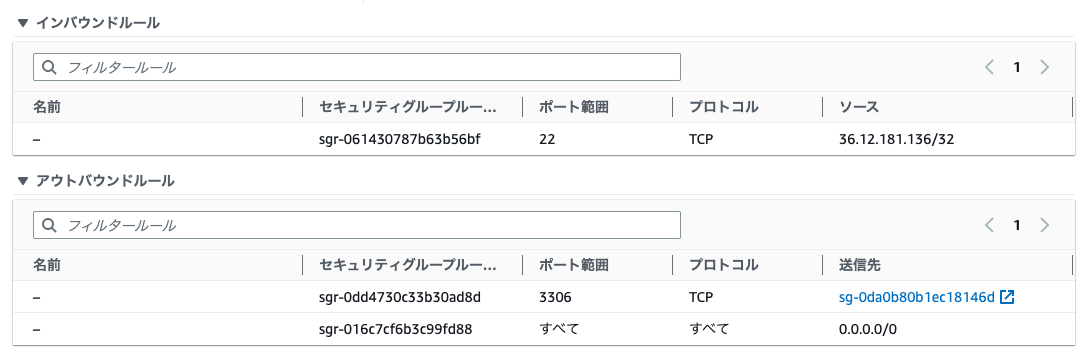 ▼ インバウンドルール
フィルタールール
1
名前 セキュリティグループルー... ポート範囲 プロトコル ソース
– sgr-061430787b63b56bf 22 TCP 36.12.181.136/32
▼ アウトバウンドルール
フィルタールール
1
名前 セキュリティグループルー... ポート範囲 プロトコル 送信先
– sgr-0dd4730c33b30ad8d 3306 TCP sg-0da0b80b1ec18146d
– sgr-016c7cf6b3c99fd88 すべて すべて 0.0.0.0/0